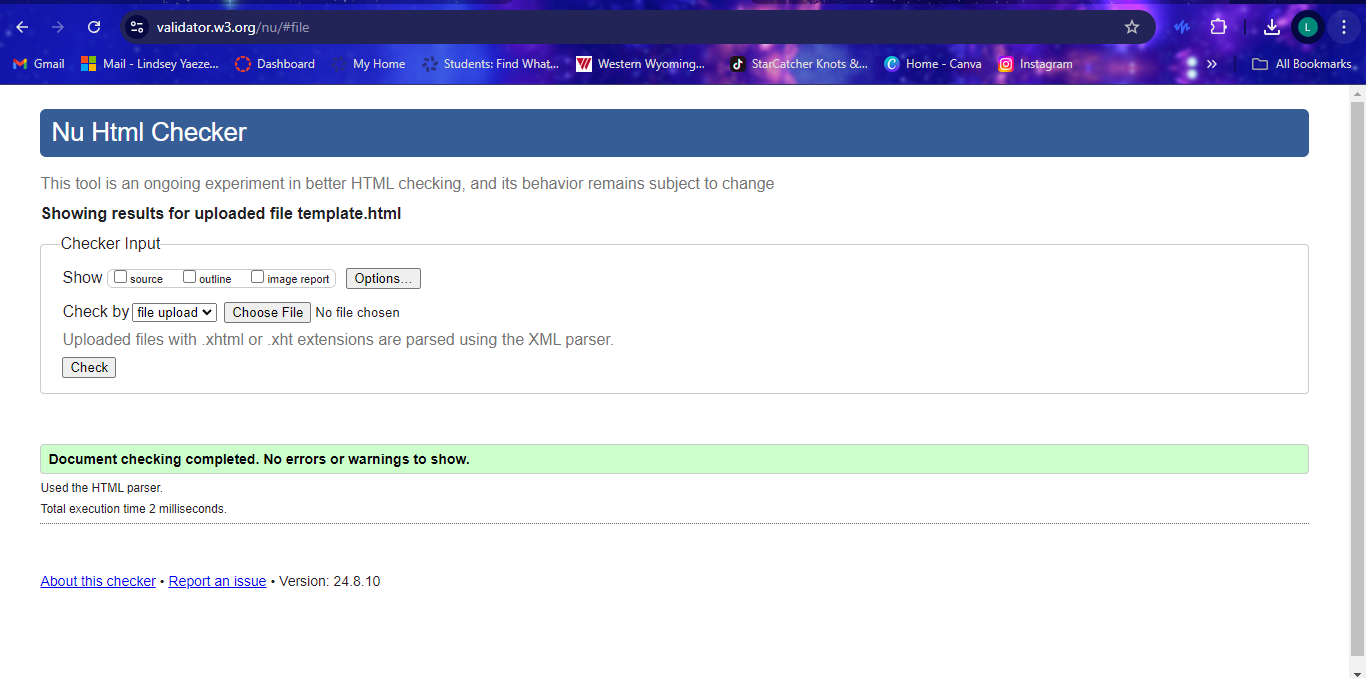 validator.w3.org/nu/#file
L
Gmail Mail - Lindsey Yaeze... Dashboard My Home Students: Find What... Western Wyoming... StarCatcher Knots &... Home - Canva Instagram » All Bookmarks
Nu Html Checker
This tool is an ongoing experiment in better HTML checking, and its behavior remains subject to change
Showing results for uploaded file template.html
Checker Input
Show source outline image report Options...
Check by file upload Choose File No file chosen
Uploaded files with .xhtml or .xht extensions are parsed using the XML parser.
Check
Document checking completed. No errors or warnings to show.
Used the HTML parser.
Total execution time 2 milliseconds.
About this checker • Report an issue • Version: 24.8.10